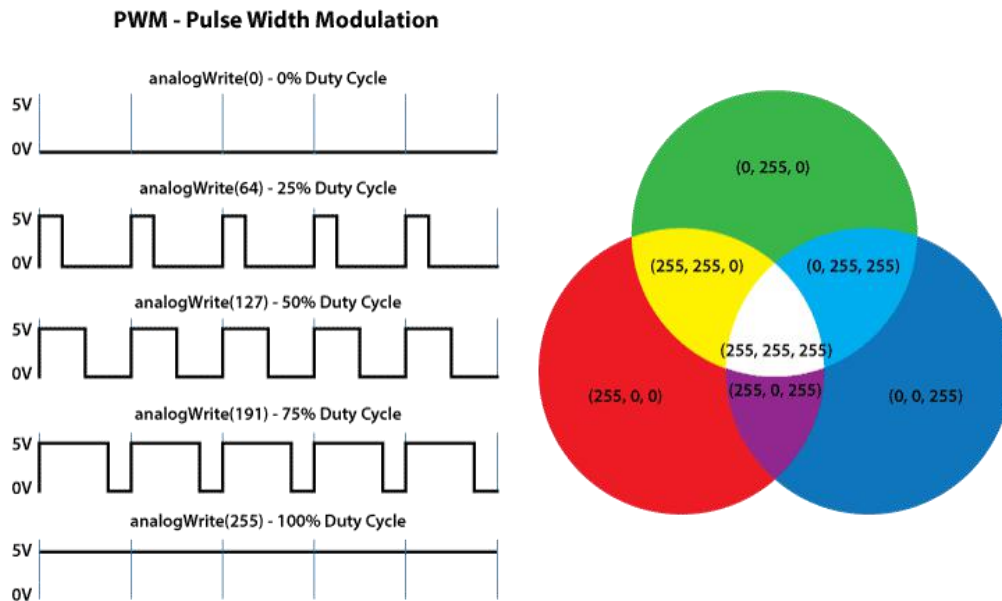 PWM - Pulse Width Modulation
analogWrite(0) - 0% Duty Cycle
5V
0V
analogWrite(64) - 25% Duty Cycle
5V
0V
analogWrite(127) - 50% Duty Cycle
5V
0V
analogWrite(191) - 75% Duty Cycle
5V
0V
analogWrite(255) - 100% Duty Cycle
5V
0V
(0, 255, 0)
(255, 255, 0)
(0, 255, 255)
(255, 255, 255)
(255, 0, 0)
(255, 0, 255)
(0, 0, 255)